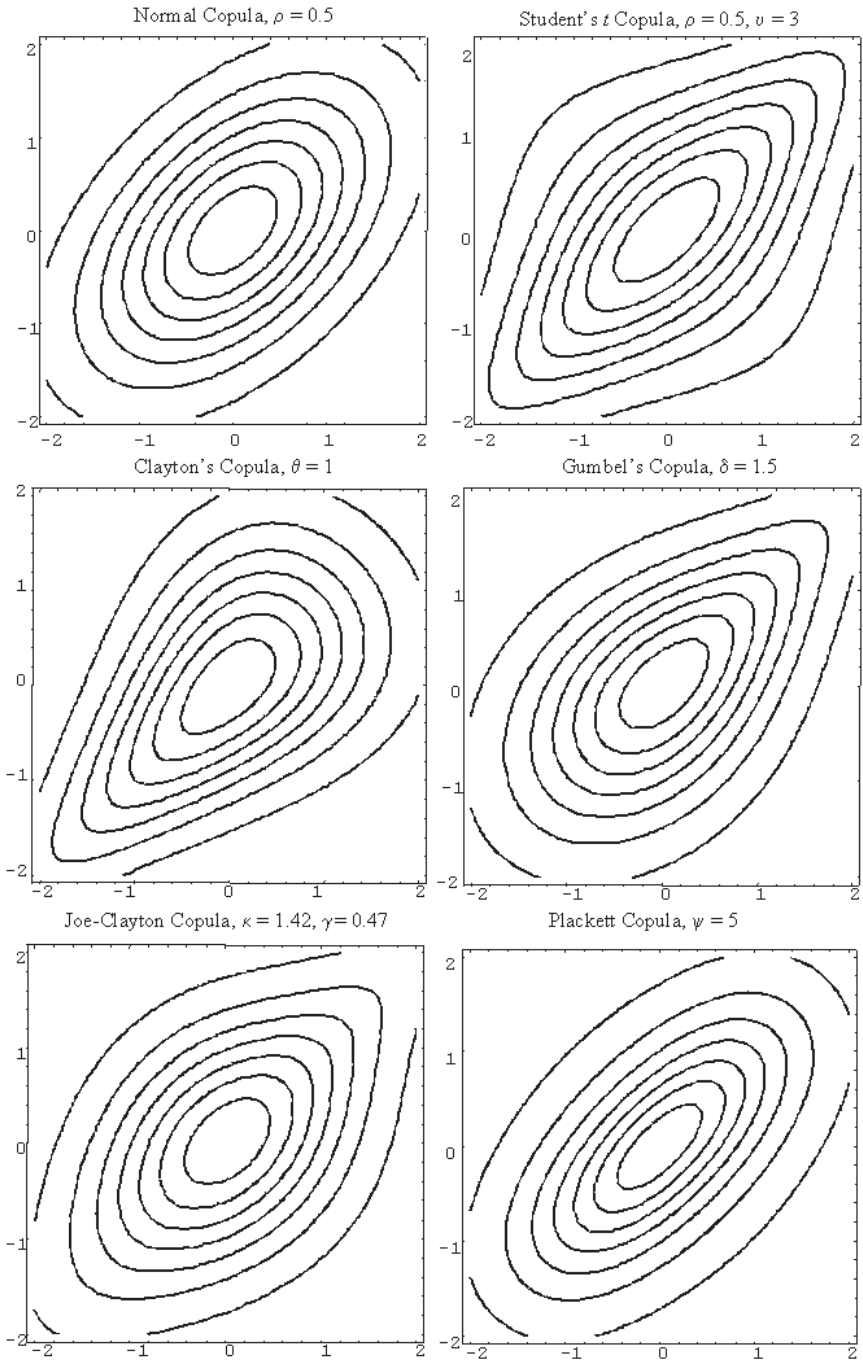 Normal Copula, ρ = 0.5
2
1
0
-1
-2
-2 -1 0 1 2
Student's t Copula, ρ = 0.5, υ = 3
2
1
0
-1
-2
-2 -1 0 1 2
Clayton's Copula, θ = 1
2
1
0
-1
-2
-2 -1 0 1 2
Gumbel's Copula, δ = 1.5
2
1
0
-1
-2
-2 -1 0 1 2
Joe-Clayton Copula, κ = 1.42, γ = 0.47
2
1
0
-1
-2
-2 -1 0 1 2
Plackett Copula, ψ = 5
2
1
0
-1
-2
-2 -1 0 1 2